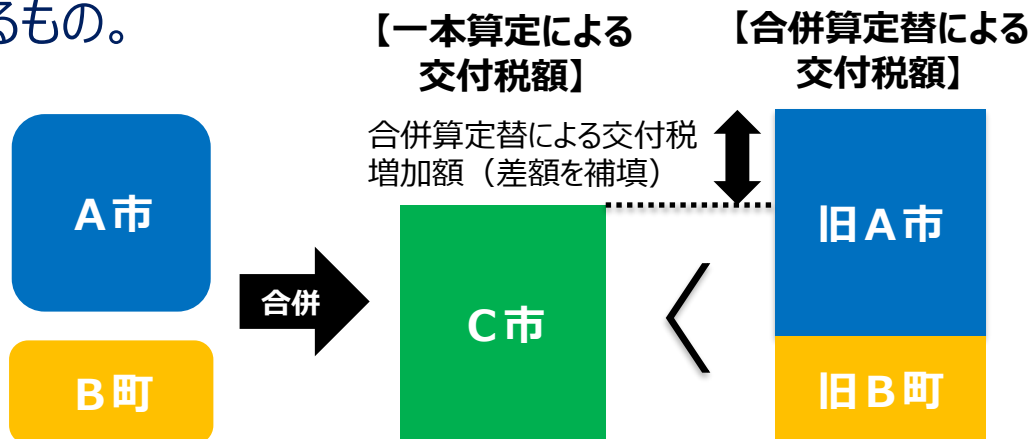 るもの。
【一本算定による
交付税額】
【合併算定替による
交付税額】
合併算定替による交付税
増加額（差額を補填）
A市
旧A市
合併
C市
B町
旧B町